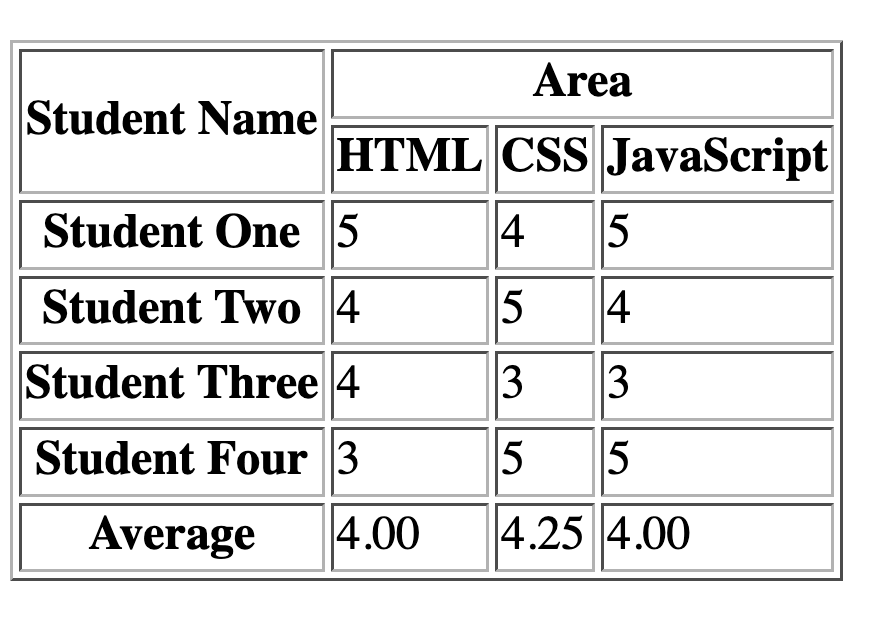 Student Name Area
HTML CSS JavaScript
Student One 5 4 5
Student Two 4 5 4
Student Three 4 3 3
Student Four 3 5 5
Average 4.00 4.25 4.00